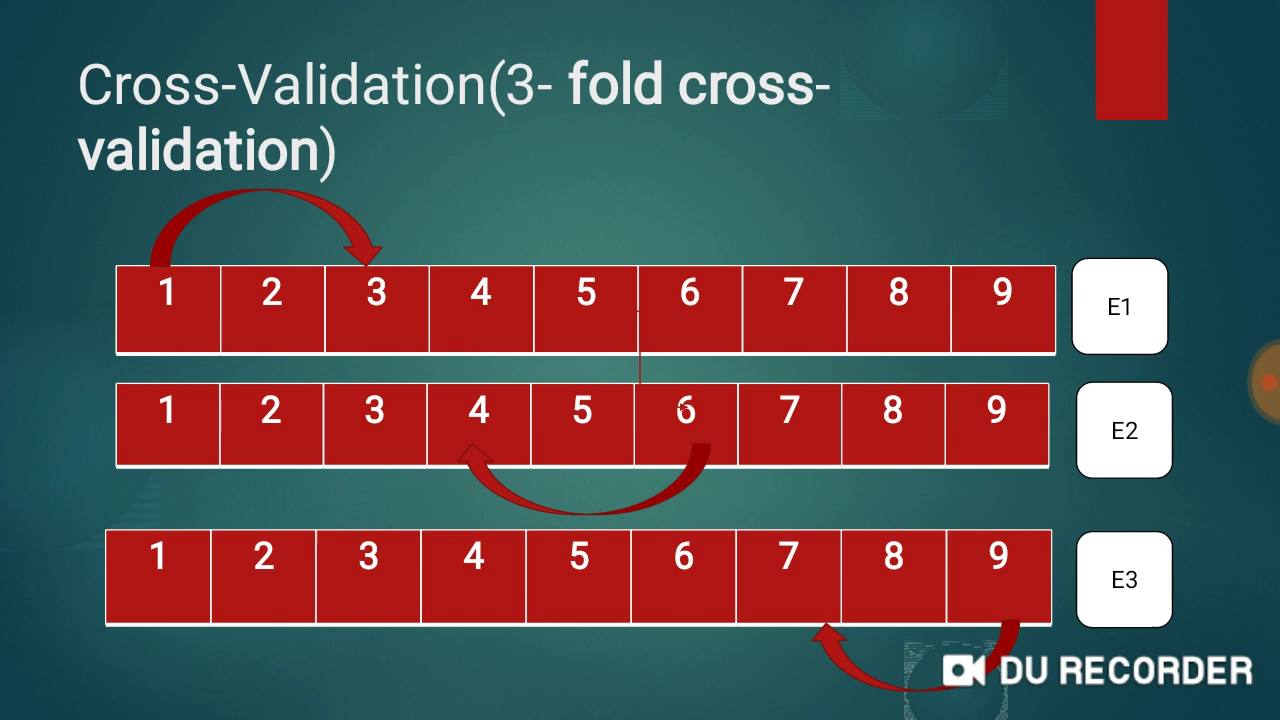 Cross-Validation(3- fold cross-
validation)
1 2 3 4 5 6 7 8 9 E1
1 2 3 4 5 6 7 8 9 E2
1 2 3 4 5 6 7 8 9 E3
DU RECORDER